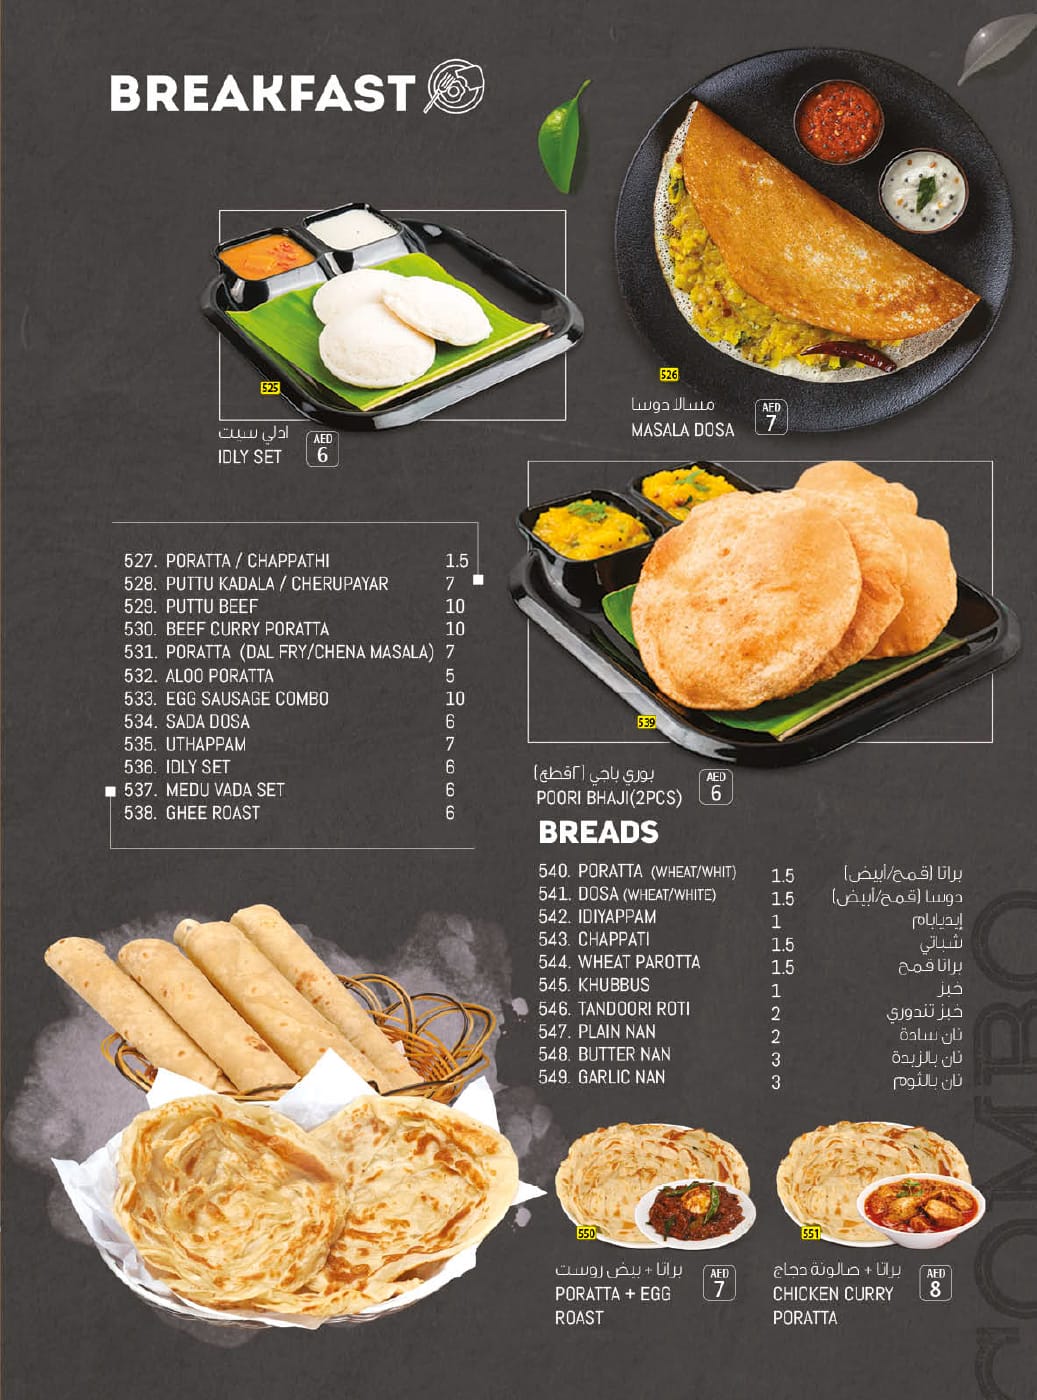 BREAKFAST
525
ادلي سيت
IDLY SET
AED
6
526
مسالا دوسا
MASALA DOSA
AED
7
527. PORATTA / CHAPPATHI 1.5
528. PUTTU KADALA / CHERUPAYAR 7
529. PUTTU BEEF 10
530. BEEF CURRY PORATTA 10
531. PORATTA (DAL FRY/CHENA MASALA) 7
532. ALOO PORATTA 5
533. EGG SAUSAGE COMBO 10
534. SADA DOSA 6
535. UTHAPPAM 7
536. IDLY SET 6
537. MEDU VADA SET 6
538. GHEE ROAST 6
539
بوري باجي (٢قطع)
POORI BHAJI(2PCS)
AED
6
BREADS
540. PORATTA (WHEAT/WHIT) 1.5 براتا (قمح/أبيض)
541. DOSA (WHEAT/WHITE) 1.5 دوسا (قمح/أبيض)
542. IDIYAPPAM 1 إيديابام
543. CHAPPATI 1.5 شباتي
544. WHEAT PAROTTA 1.5 براتا قمح
545. KHUBBUS 1 خبز
546. TANDOORI ROTI 2 خبز تندوري
547. PLAIN NAN 2 نان سادة
548. BUTTER NAN 3 نان بالزبدة
549. GARLIC NAN 3 نان بالثوم
550
براتا + بيض روست
PORATTA + EGG
ROAST
AED
7
551
براتا + صالونة دجاج
CHICKEN CURRY
PORATTA
AED
8
COMBO